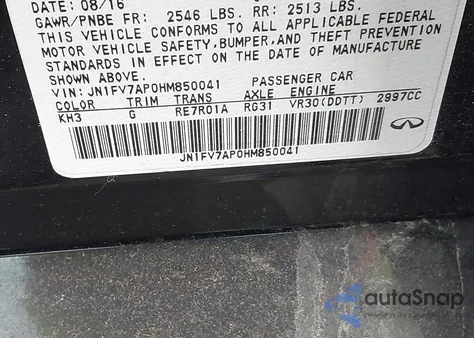 DATE: 08/16
GAWR/PNBE FR: 2546 LBS. RR: 2513 LBS.
THIS VEHICLE CONFORMS TO ALL APPLICABLE FEDERAL
MOTOR VEHICLE SAFETY, BUMPER, AND THEFT PREVENTION
STANDARDS IN EFFECT ON THE DATE OF MANUFACTURE
SHOWN ABOVE.
VIN: JN1FV7AP0HM850041 PASSENGER CAR
COLOR TRIM TRANS AXLE ENGINE
KH3 G RE7R01A RG31 VR30(DDTT) 2997CC
JN1FV7AP0HM850041
autoSnap